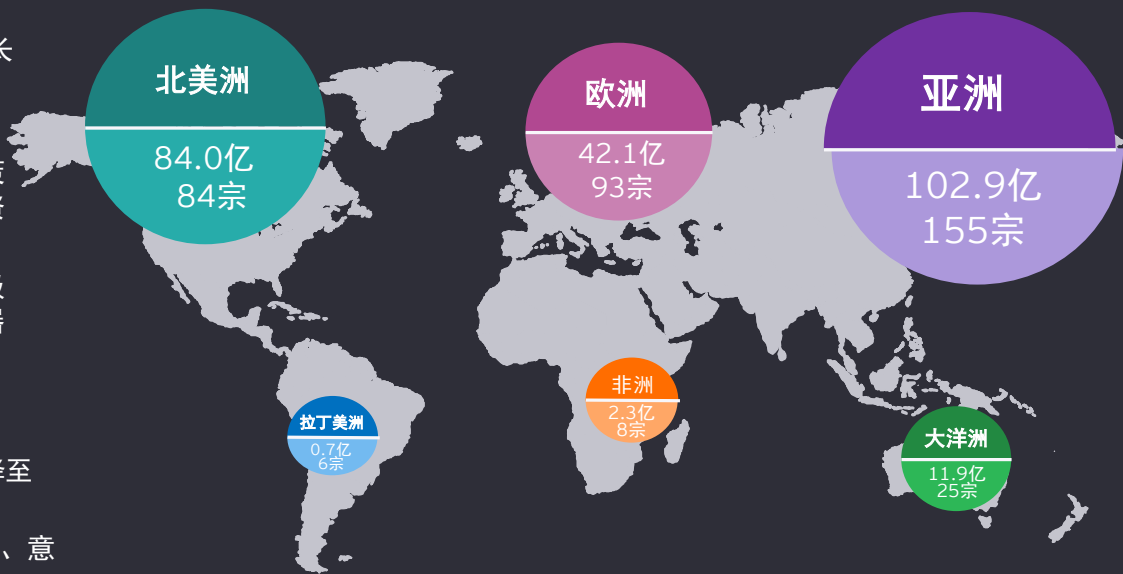 长
北美洲
84.0亿
84宗
欧洲
42.1亿
93宗
亚洲
102.9亿
155宗
拉丁美洲
0.7亿
6宗
非洲
2.3亿
8宗
大洋洲
11.9亿
25宗
至
、意